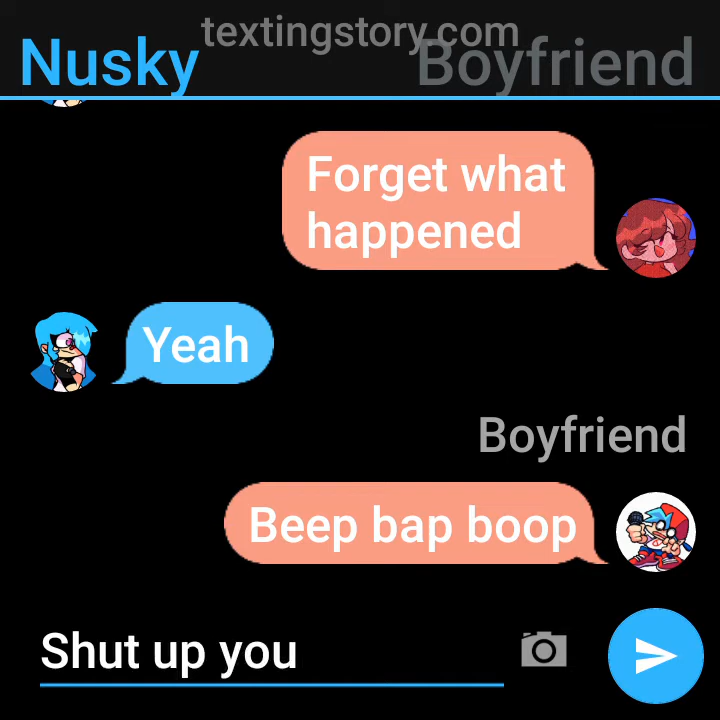 textingstory.com
Nusky
Boyfriend
Forget what
happened
Yeah
Boyfriend
Beep bap boop
Shut up you